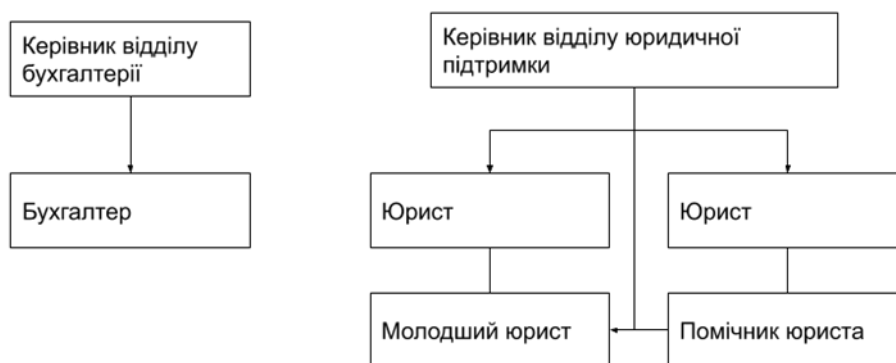 Керівник відділу
бухгалтерії
Керівник відділу юридичної
підтримки
Бухгалтер
Юрист
Юрист
Молодший юрист
Помічник юриста